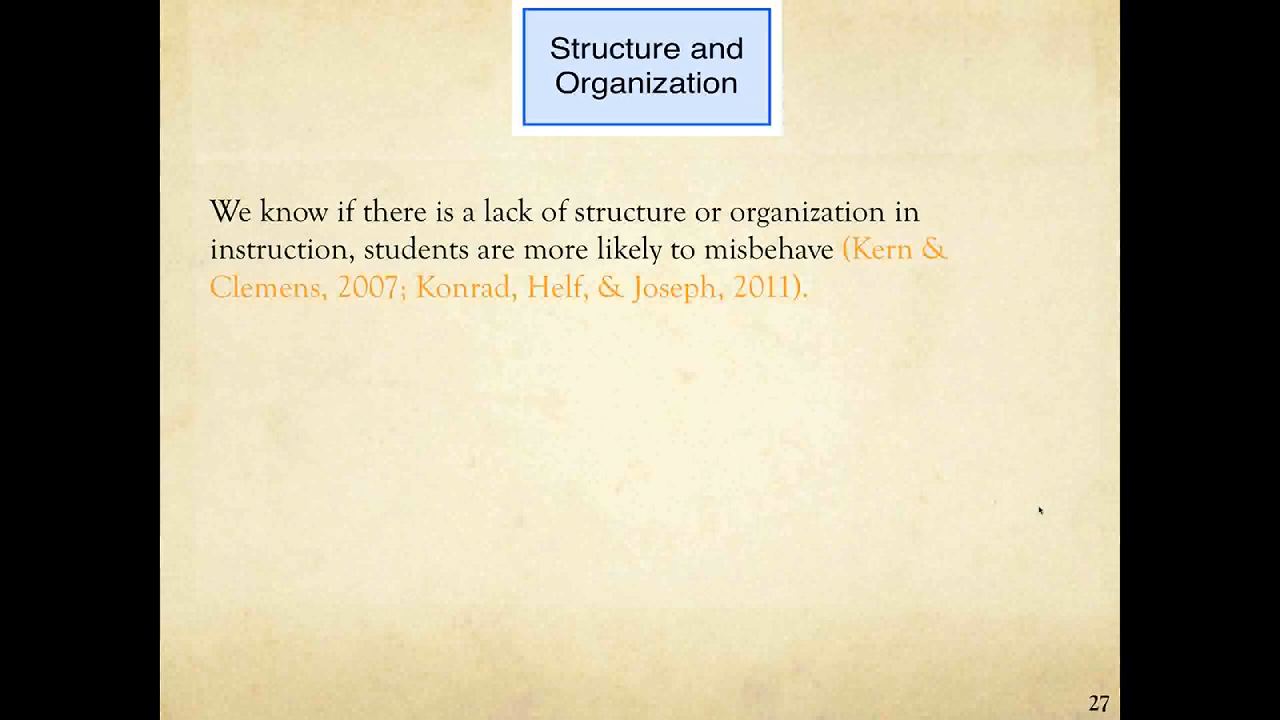 Structure and
Organization
We know if there is a lack of structure or organization in
instruction, students are more likely to misbehave (Kern &
Clemens, 2007; Konrad, Helf, & Joseph, 2011).
27